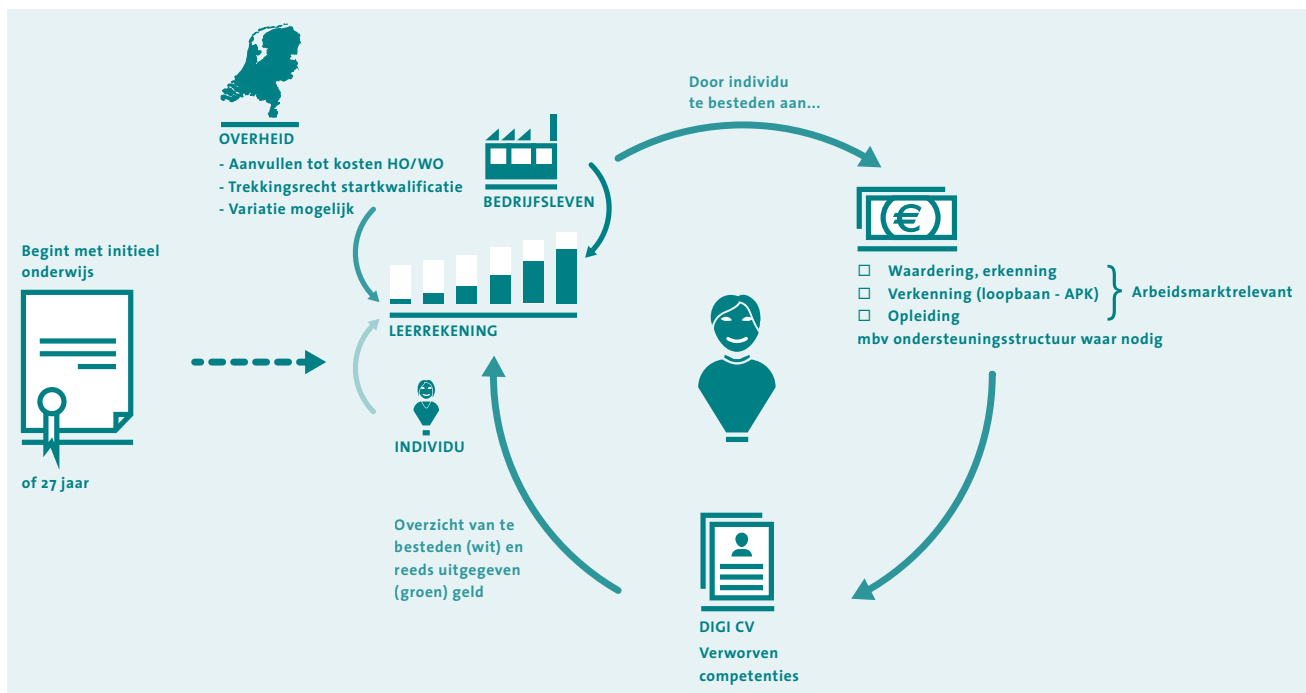 Begint met initieel
onderwijs
of 27 jaar
OVERHEID
- Aanvullen tot kosten HO/WO
- Trekkingsrecht startkwalificatie
- Variatie mogelijk
BEDRIJFSLEVEN
LEERREKENING
INDIVIDU
Overzicht van te
besteden (wit) en
reeds uitgegeven
(groen) geld
Door individu
te besteden aan...
€
☐ Waardering, erkenning
☐ Verkenning (loopbaan - APK)
☐ Opleiding
Arbeidsmarktrelevant
mbv ondersteuningsstructuur waar nodig
DIGI CV
Verworven
competenties